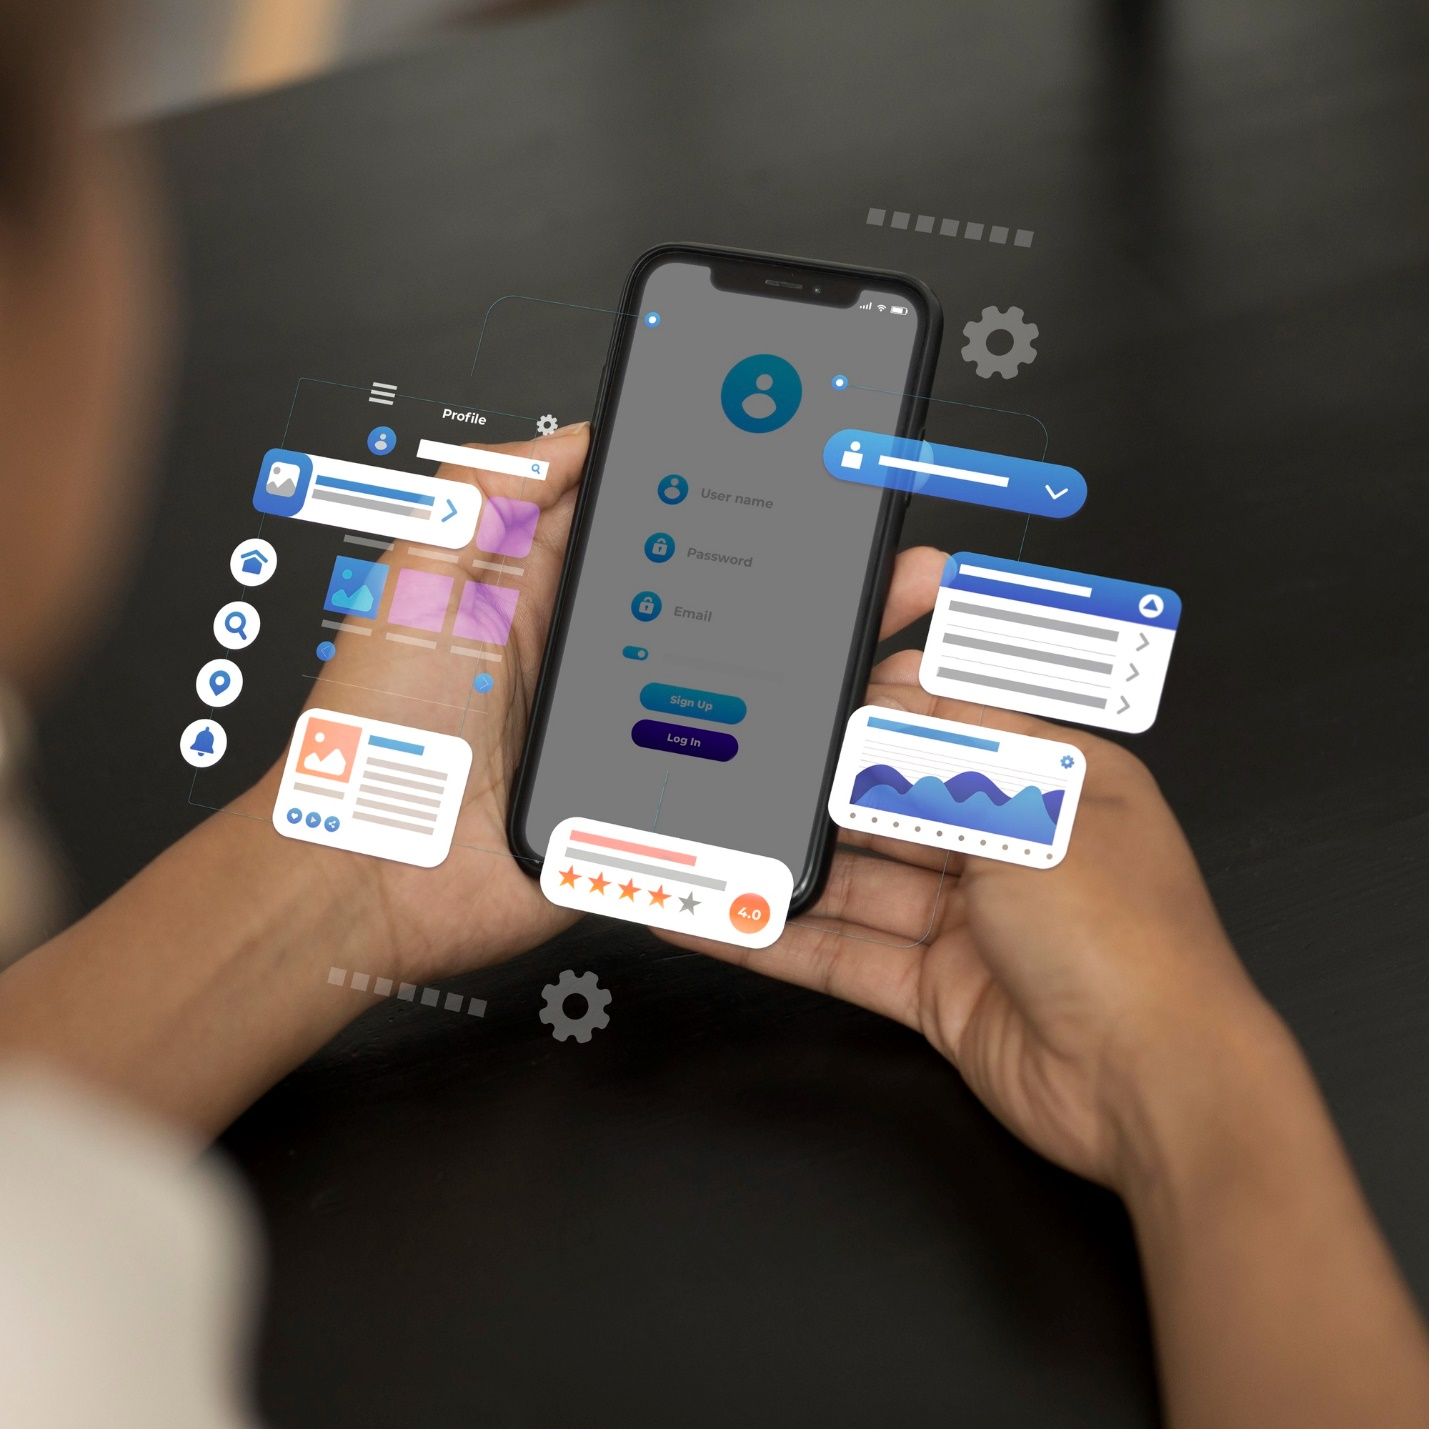 Profile
User name
Password
Email
Sign Up
Log In
4.0